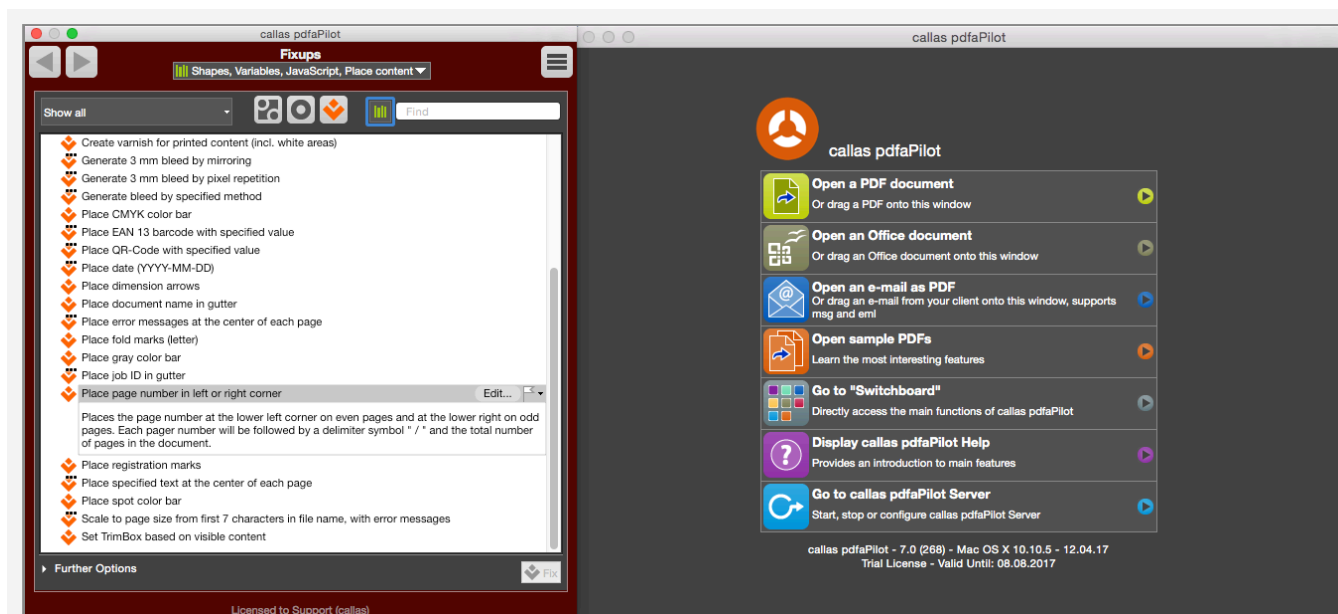 callas pdfaPilot
Fixups
Shapes, Variables, JavaScript, Place content
Show all
Find
Create varnish for printed content (incl. white areas)
Generate 3 mm bleed by mirroring
Generate 3 mm bleed by pixel repetition
Generate bleed by specified method
Place CMYK color bar
Place EAN 13 barcode with specified value
Place QR-Code with specified value
Place date (YYYY-MM-DD)
Place dimension arrows
Place document name in gutter
Place error messages at the center of each page
Place fold marks (letter)
Place gray color bar
Place job ID in gutter
Place page number in left or right corner Edit...
Places the page number at the lower left corner on even pages and at the lower right on odd
pages. Each pager number will be followed by a delimiter symbol " / " and the total number
of pages in the document.
Place registration marks
Place specified text at the center of each page
Place spot color bar
Scale to page size from first 7 characters in file name, with error messages
Set TrimBox based on visible content
Further Options
Fix
Licensed to Support (callas)
callas pdfaPilot
callas pdfaPilot
Open a PDF document
Or drag a PDF onto this window
Open an Office document
Or drag an Office document onto this window
Open an e-mail as PDF
Or drag an e-mail from your client onto this window, supports
msg and eml
Open sample PDFs
Learn the most interesting features
Go to "Switchboard"
Directly access the main functions of callas pdfaPilot
Display callas pdfaPilot Help
Provides an introduction to main features
Go to callas pdfaPilot Server
Start, stop or configure callas pdfaPilot Server
callas pdfaPilot - 7.0 (268) - Mac OS X 10.10.5 - 12.04.17
Trial License - Valid Until: 08.08.2017